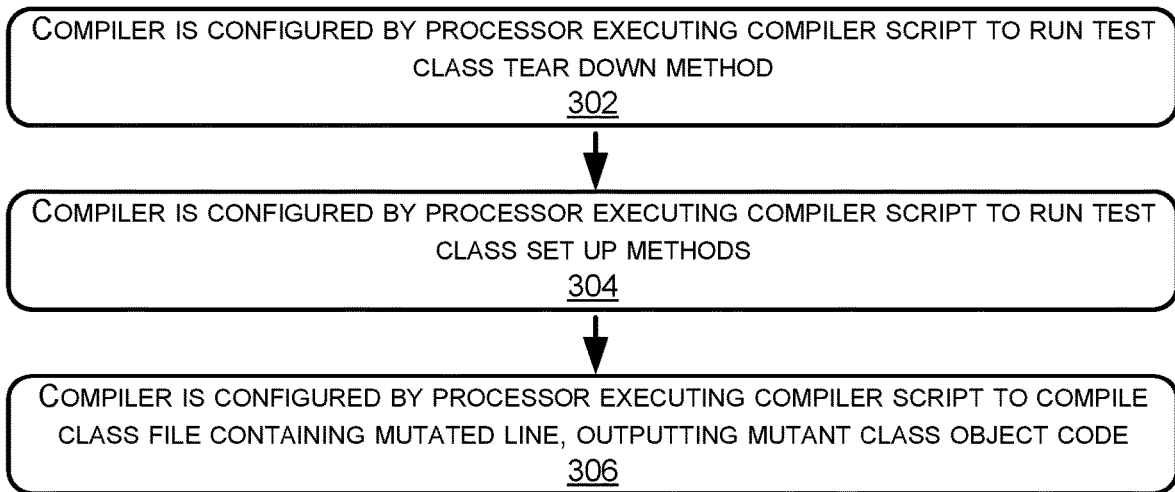 COMPILER IS CONFIGURED BY PROCESSOR EXECUTING COMPILER SCRIPT TO RUN TEST
CLASS TEAR DOWN METHOD
302
COMPILER IS CONFIGURED BY PROCESSOR EXECUTING COMPILER SCRIPT TO RUN TEST
CLASS SET UP METHODS
304
COMPILER IS CONFIGURED BY PROCESSOR EXECUTING COMPILER SCRIPT TO COMPILE
CLASS FILE CONTAINING MUTATED LINE, OUTPUTTING MUTANT CLASS OBJECT CODE
306